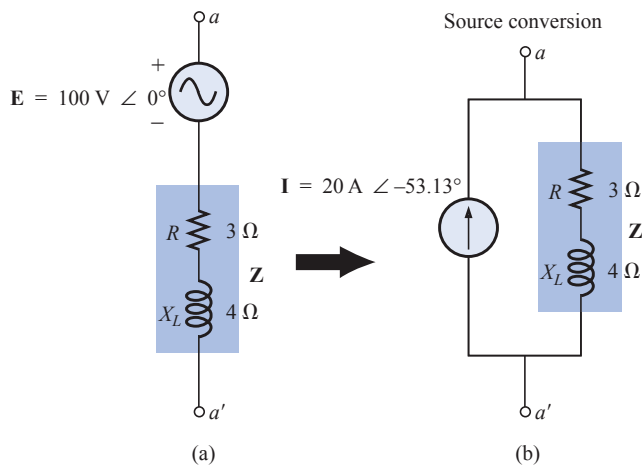 Source conversion
a
+
E = 100 V ∠ 0°
–
R
3 Ω
Z
X_L
4 Ω
a′
(a)
a
I = 20 A ∠ –53.13°
R
3 Ω
Z
X_L
4 Ω
a′
(b)